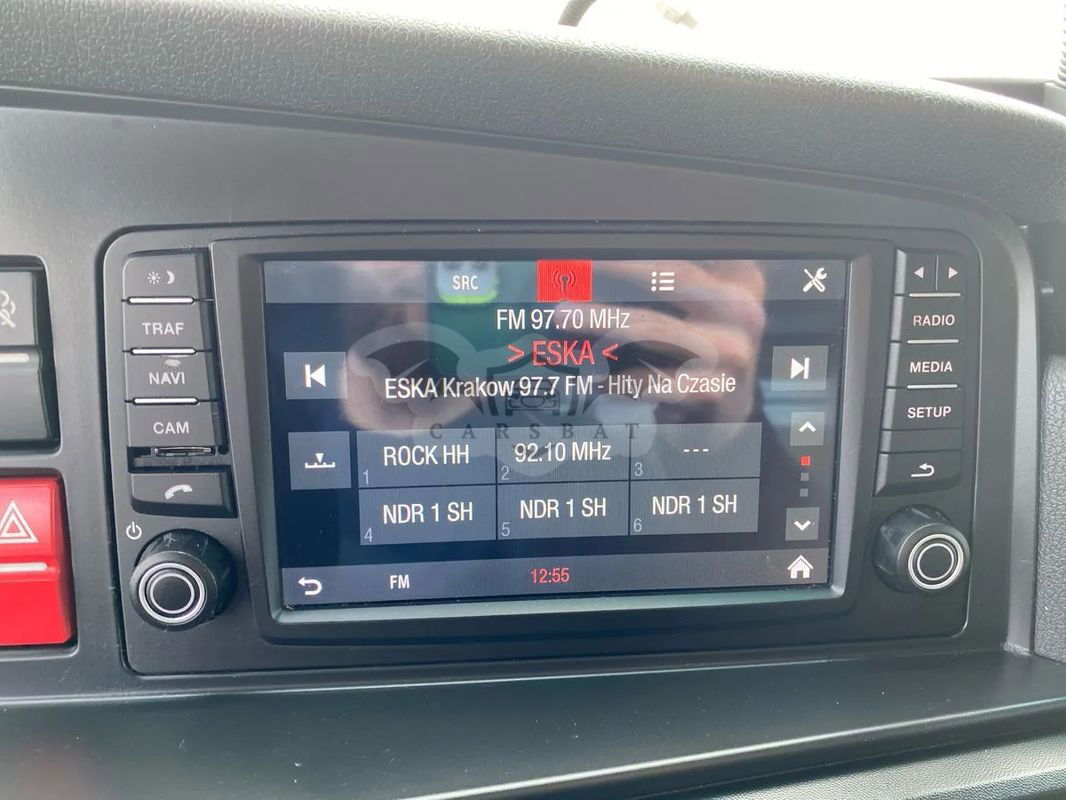 SRC
FM 97.70 MHz
> ESKA <
ESKA Krakow 97.7 FM - Hity Na Czasie
CARSBAT
1 ROCK HH
2 92.10 MHz
3 ---
4 NDR 1 SH
5 NDR 1 SH
6 NDR 1 SH
FM
12:55
TRAF
NAVI
CAM
RADIO
MEDIA
SETUP